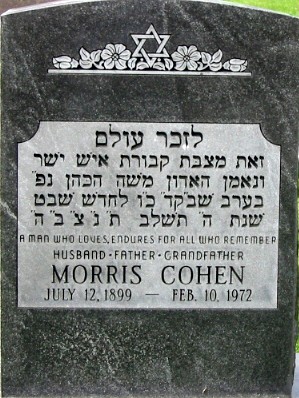 לזכר עולם
זאת מצבת קבורת איש ישר
ונאמן האדון משה הכהן נפ״
בערב שב״קד״ כ״ו לחדש שבט
שנת ה״ תשלב ת״ נ״ צ״ ב״ ה״
A MAN WHO LOVES, ENDURES FOR ALL WHO REMEMBER
HUSBAND · FATHER · GRANDFATHER
MORRIS COHEN
JULY 12, 1899 — FEB. 10, 1972